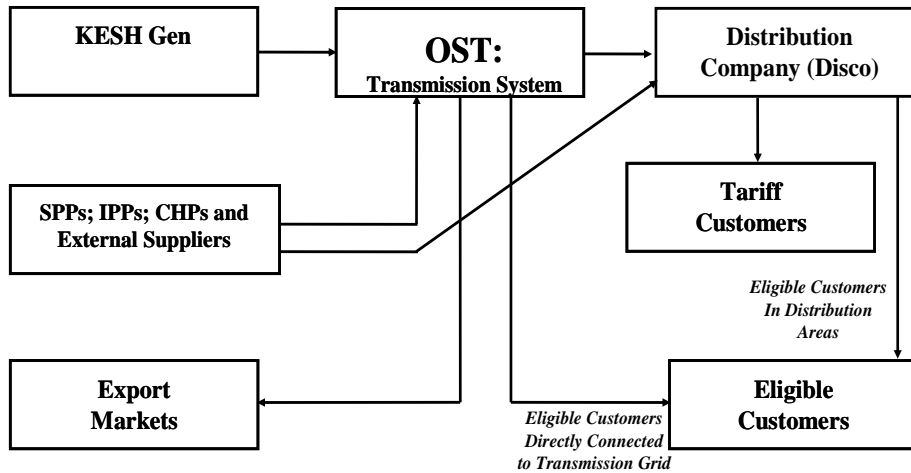 KESH Gen
OST:
Transmission System
Distribution
Company (Disco)
SPPs; IPPs; CHPs and
External Suppliers
Tariff
Customers
Eligible Customers
In Distribution
Areas
Export
Markets
Eligible Customers
Directly Connected
to Transmission Grid
Eligible
Customers